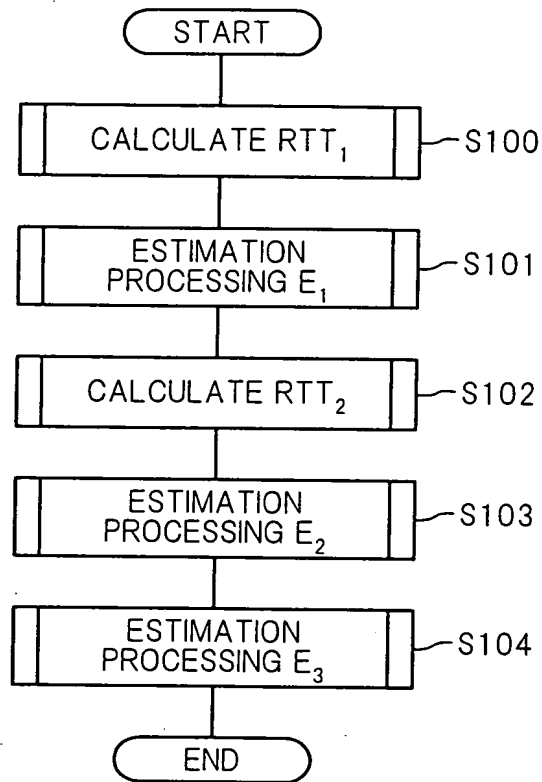 START
CALCULATE RTT₁
S100
ESTIMATION
PROCESSING E₁
S101
CALCULATE RTT₂
S102
ESTIMATION
PROCESSING E₂
S103
ESTIMATION
PROCESSING E₃
S104
END